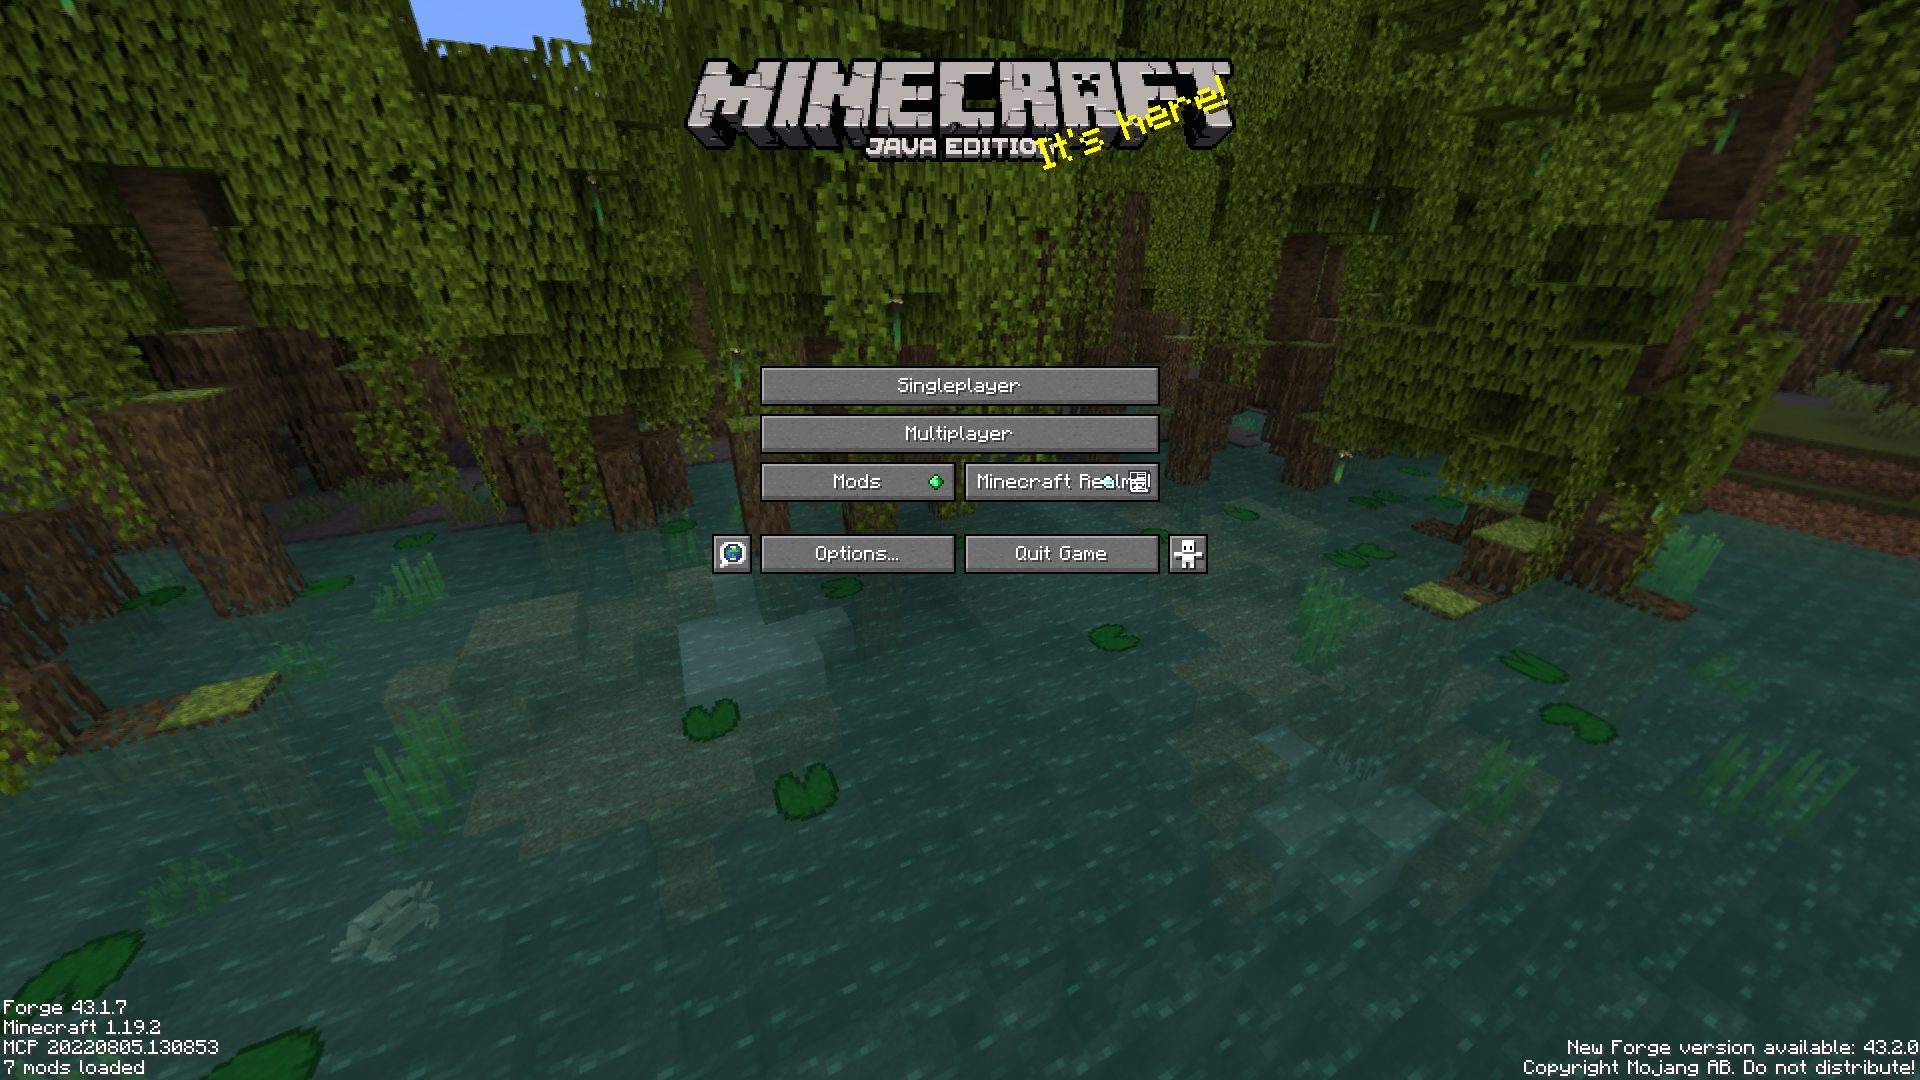 MINECRAFT
JAVA EDITION
It's here!
Singleplayer
Multiplayer
Mods
Minecraft Realms
Options...
Quit Game
Forge 43.1.7
Minecraft 1.19.2
MCP 20220805.130853
7 mods loaded
New Forge version available: 43.2.0
Copyright Mojang AB. Do not distribute!